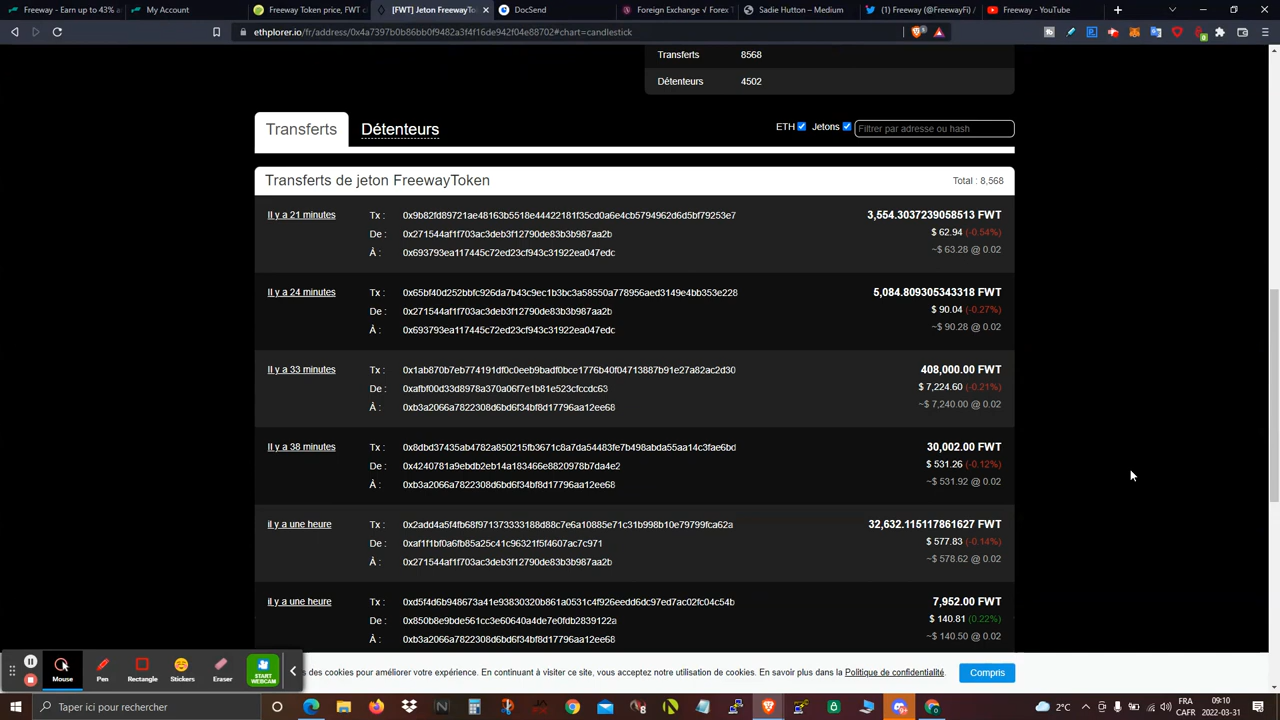 Freeway - Earn up to 43% a
My Account
Freeway Token price, FWT c
[FWT] Jeton FreewayTo
DocSend
Foreign Exchange √ Forex T
Sadie Hutton – Medium
(1) Freeway (@FreewayFi) /
Freeway - YouTube
ethplorer.io/fr/address/0x4a7397b0b86bb0f9482a3f4f16de942f04e88702#chart=candlestick
Transferts 8568
Détenteurs 4502
Transferts Détenteurs ETH Jetons Filtrer par adresse ou hash
Transferts de jeton FreewayToken Total : 8,568
Il y a 21 minutes Tx : 0x9b82fd89721ae48163b5518e44422181f35cd0a6e4cb5794962d6d5bf79253e7 3,554.3037239058513 FWT
De : 0x271544af1f703ac3deb3f12790de83b3b987aa2b $ 62.94 (-0.54%)
À : 0x693793ea117445c72ed23cf943c31922ea047edc ~$ 63.28 @ 0.02
Il y a 24 minutes Tx : 0x65bf40d252bbfc926da7b43c9ec1b3bc3a58550a778956aed3149e4bb353e228 5,084.809305343318 FWT
De : 0x271544af1f703ac3deb3f12790de83b3b987aa2b $ 90.04 (-0.27%)
À : 0x693793ea117445c72ed23cf943c31922ea047edc ~$ 90.28 @ 0.02
Il y a 33 minutes Tx : 0x1ab870b7eb774191df0c0eeb9badf0bce1776b40f04713887b91e27a82ac2d30 408,000.00 FWT
De : 0xafbf00d33d8978a370a06f7e1b81e523cfccdc63 $ 7,224.60 (-0.21%)
À : 0xb3a2066a7822308d6bd6f34bf8d17796aa12ee68 ~$ 7,240.00 @ 0.02
Il y a 38 minutes Tx : 0x8dbd37435ab4782a850215fb3671c8a7da54483fe7b498abda55aa14c3fae6bd 30,002.00 FWT
De : 0x4240781a9ebdb2eb14a183466e8820978b7da4e2 $ 531.26 (-0.12%)
À : 0xb3a2066a7822308d6bd6f34bf8d17796aa12ee68 ~$ 531.92 @ 0.02
il y a une heure Tx : 0x2add4a5f4fb68f971373333188d88c7e6a10885e71c31b998b10e79799fca62a 32,632.115117861627 FWT
De : 0xaf1f1bf0a6fb85a25c41c96321f5f4607ac7c971 $ 577.83 (-0.14%)
À : 0x271544af1f703ac3deb3f12790de83b3b987aa2b ~$ 578.62 @ 0.02
il y a une heure Tx : 0xd5f4d6b948673a41e93830320b861a0531c4f926eedd6dc97ed7ac02fc04c54b 7,952.00 FWT
De : 0x850b8e9bde561cc3e60640a4de7e0fdb2839122a $ 140.81 (0.22%)
À : 0xb3a2066a7822308d6bd6f34bf8d17796aa12ee68 ~$ 140.50 @ 0.02
s des cookies pour améliorer votre expérience. En continuant à visiter ce site, vous acceptez notre utilisation de cookies. En savoir plus dans la Politique de confidentialité. Compris
Mouse Pen Rectangle Stickers Eraser START WEBCAM
Taper ici pour rechercher
2°C
FRA
CAFR
09:10
2022-03-31